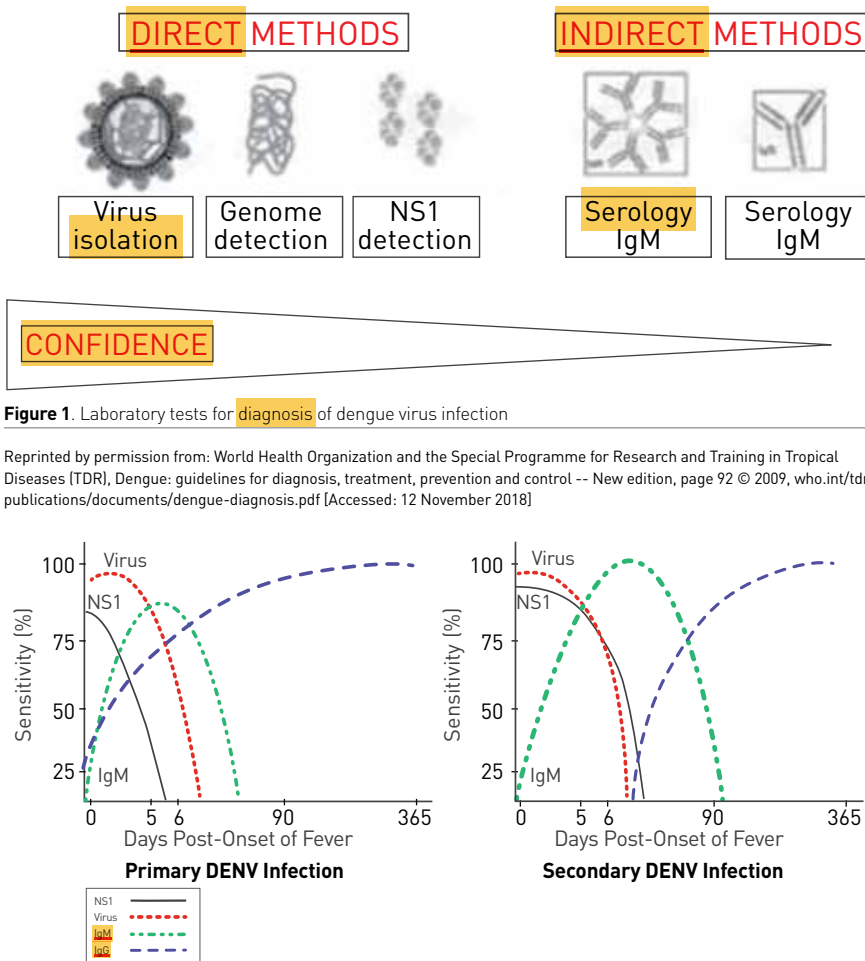 DIRECT METHODS
INDIRECT METHODS
Virus
isolation
Genome
detection
NS1
detection
Serology
IgM
Serology
IgM
CONFIDENCE
Figure 1. Laboratory tests for diagnosis of dengue virus infection
Reprinted by permission from: World Health Organization and the Special Programme for Research and Training in Tropical
Diseases (TDR), Dengue: guidelines for diagnosis, treatment, prevention and control -- New edition, page 92 © 2009, who.int/tdr
publications/documents/dengue-diagnosis.pdf [Accessed: 12 November 2018]
Sensitivity (%)
100
75
50
25
Virus
NS1
IgM
0 5 6 90 365
Days Post-Onset of Fever
Primary DENV Infection
Sensitivity (%)
100
75
50
25
Virus
NS1
IgM
0 5 6 90 365
Days Post-Onset of Fever
Secondary DENV Infection
NS1
Virus
IgM
IgG